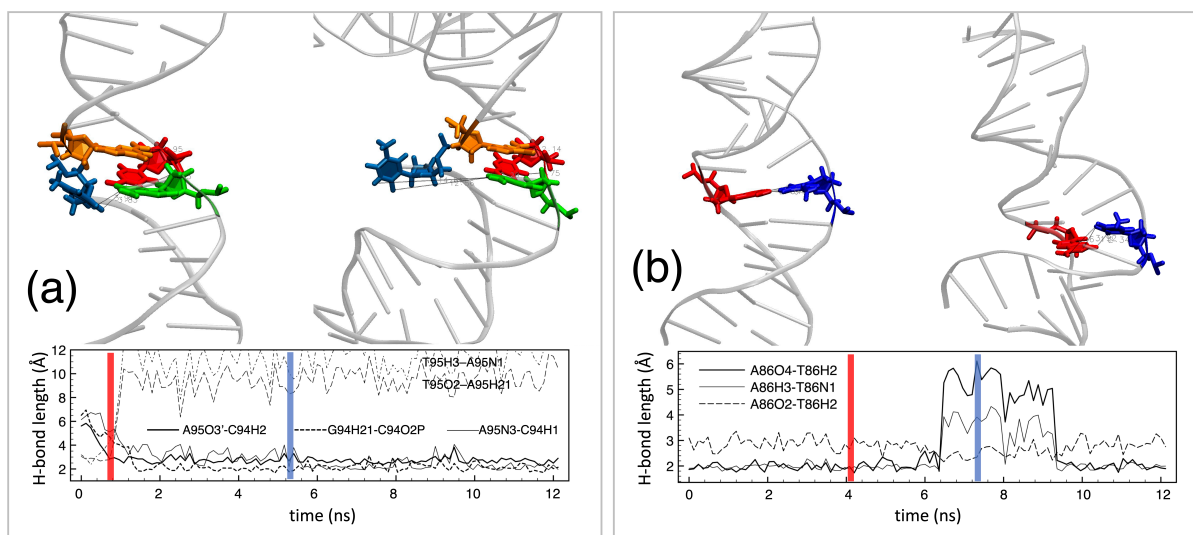 (a)
H-bond length (Å)
12
10
8
6
4
2
T95H3–A95N1
T95O2–A95H21
A95O3'-C94H2 G94H21-C94O2P A95N3-C94H1
0 2 4 6 8 10 12
time (ns)
(b)
H-bond length (Å)
6
5
4
3
2
A86O4-T86H2
A86H3-T86N1
A86O2-T86H2
0 2 4 6 8 10 12
time (ns)